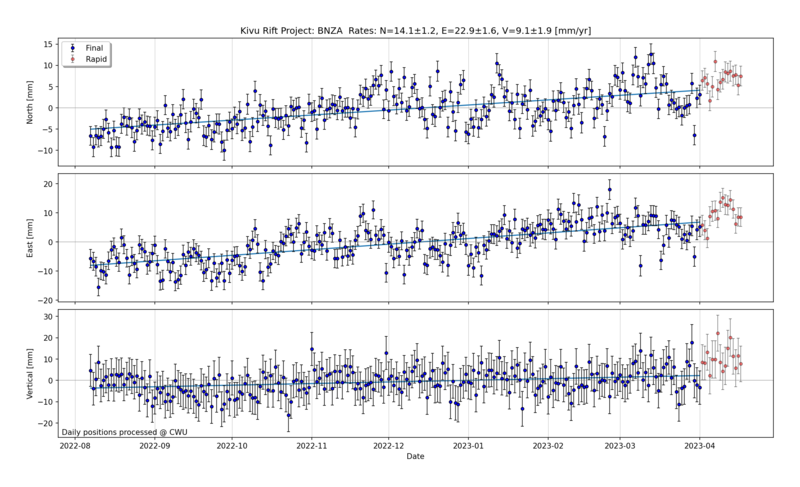 Kivu Rift Project: BNZA Rates: N=14.1±1.2, E=22.9±1.6, V=9.1±1.9 [mm/yr]
Final
Rapid
North [mm]
15
10
5
0
−5
−10
East [mm]
20
10
0
−10
−20
Vertical [mm]
30
20
10
0
−10
−20
Daily positions processed @ CWU
2022-08 2022-09 2022-10 2022-11 2022-12 2023-01 2023-02 2023-03 2023-04
Date